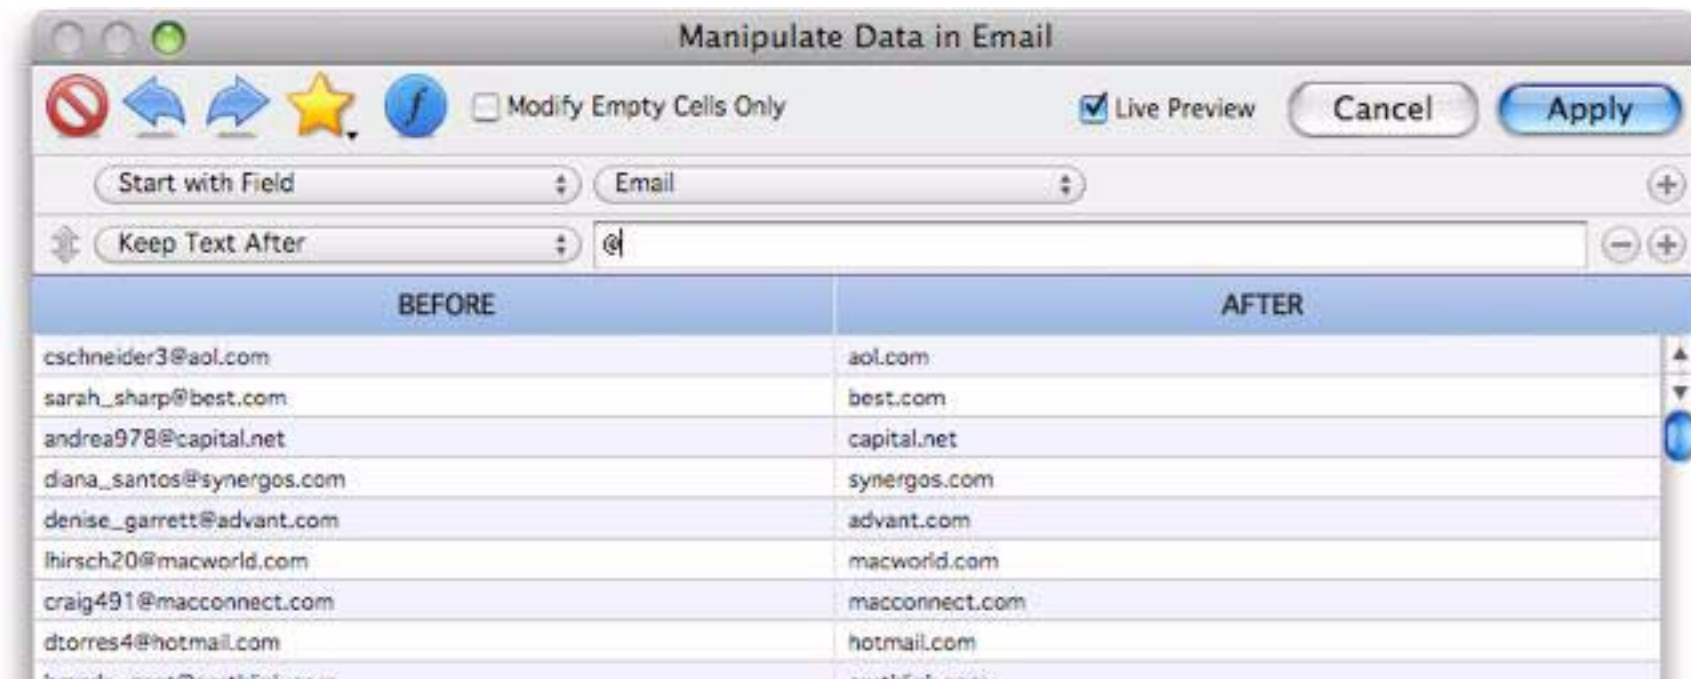 Manipulate Data in Email
Modify Empty Cells Only Live Preview Cancel Apply
Start with Field Email
Keep Text After @
BEFORE AFTER
cschneider3@aol.com aol.com
sarah_sharp@best.com best.com
andrea978@capital.net capital.net
diana_santos@synergos.com synergos.com
denise_garrett@advant.com advant.com
lhirsch20@macworld.com macworld.com
craig491@macconnect.com macconnect.com
dtorres4@hotmail.com hotmail.com